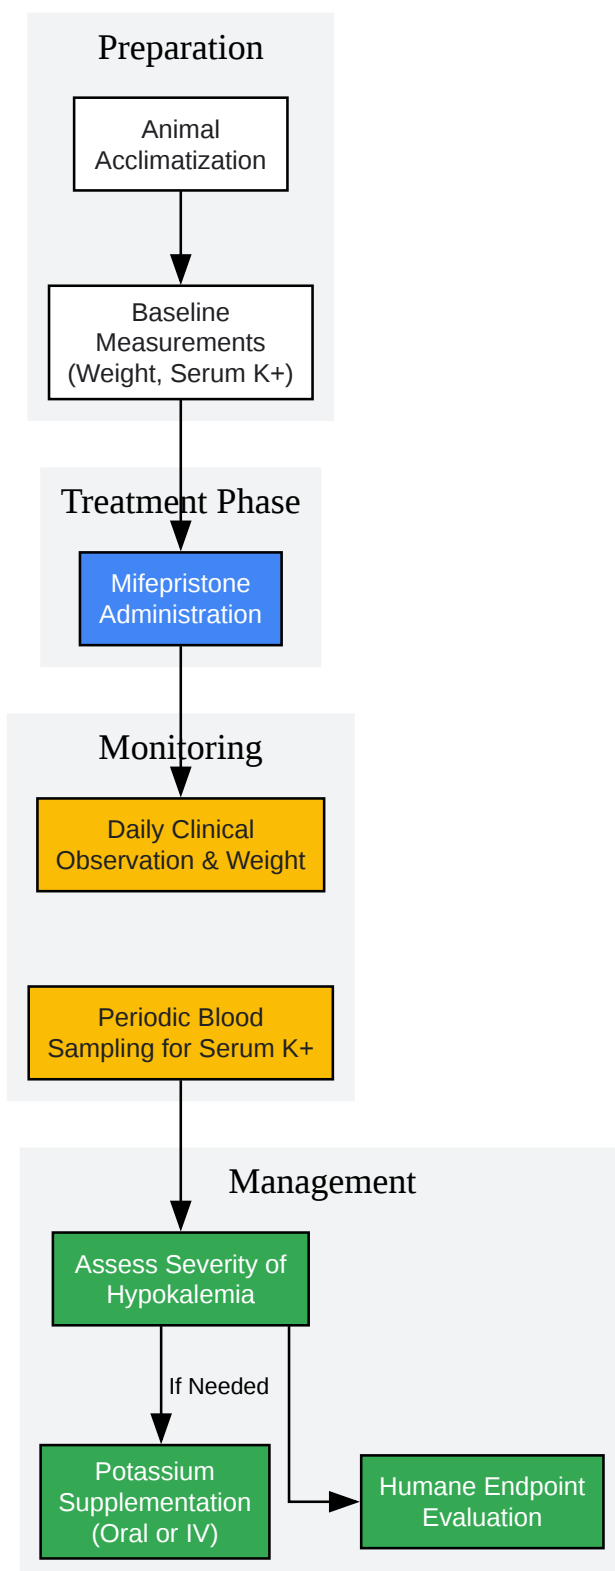 Preparation
Animal
Acclimatization
Baseline
Measurements
(Weight, Serum K+)
Treatment Phase
Mifepristone
Administration
Monitoring
Daily Clinical
Observation & Weight
Periodic Blood
Sampling for Serum K+
Management
Assess Severity of
Hypokalemia
If Needed
Potassium
Supplementation
(Oral or IV)
Humane Endpoint
Evaluation